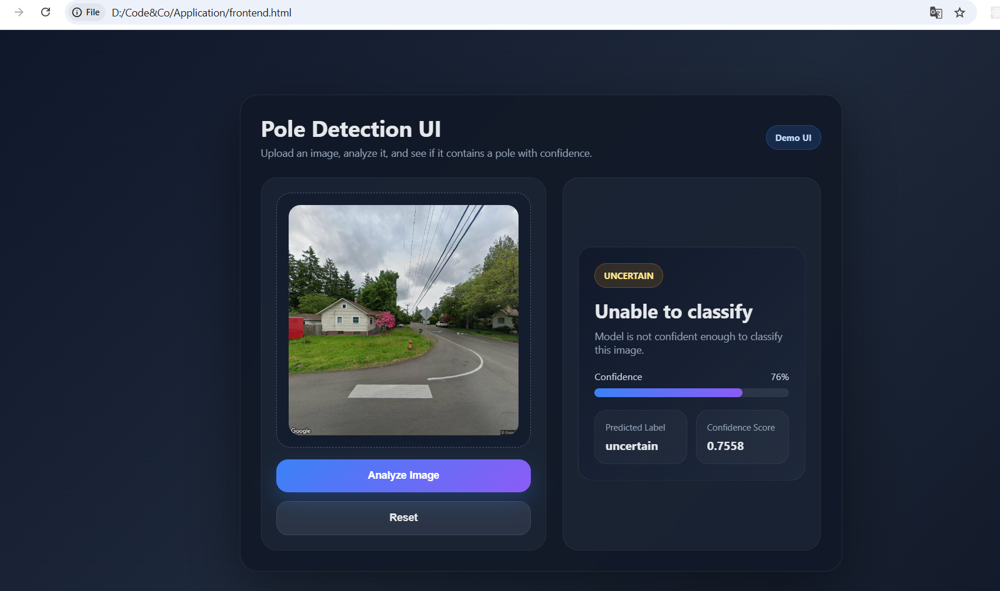 File D:/Code&Co/Application/frontend.html
Pole Detection UI
Upload an image, analyze it, and see if it contains a pole with confidence.
Demo UI
Google
© Goo
Analyze Image
Reset
UNCERTAIN
Unable to classify
Model is not confident enough to classify
this image.
Confidence 76%
Predicted Label
uncertain
Confidence Score
0.7558